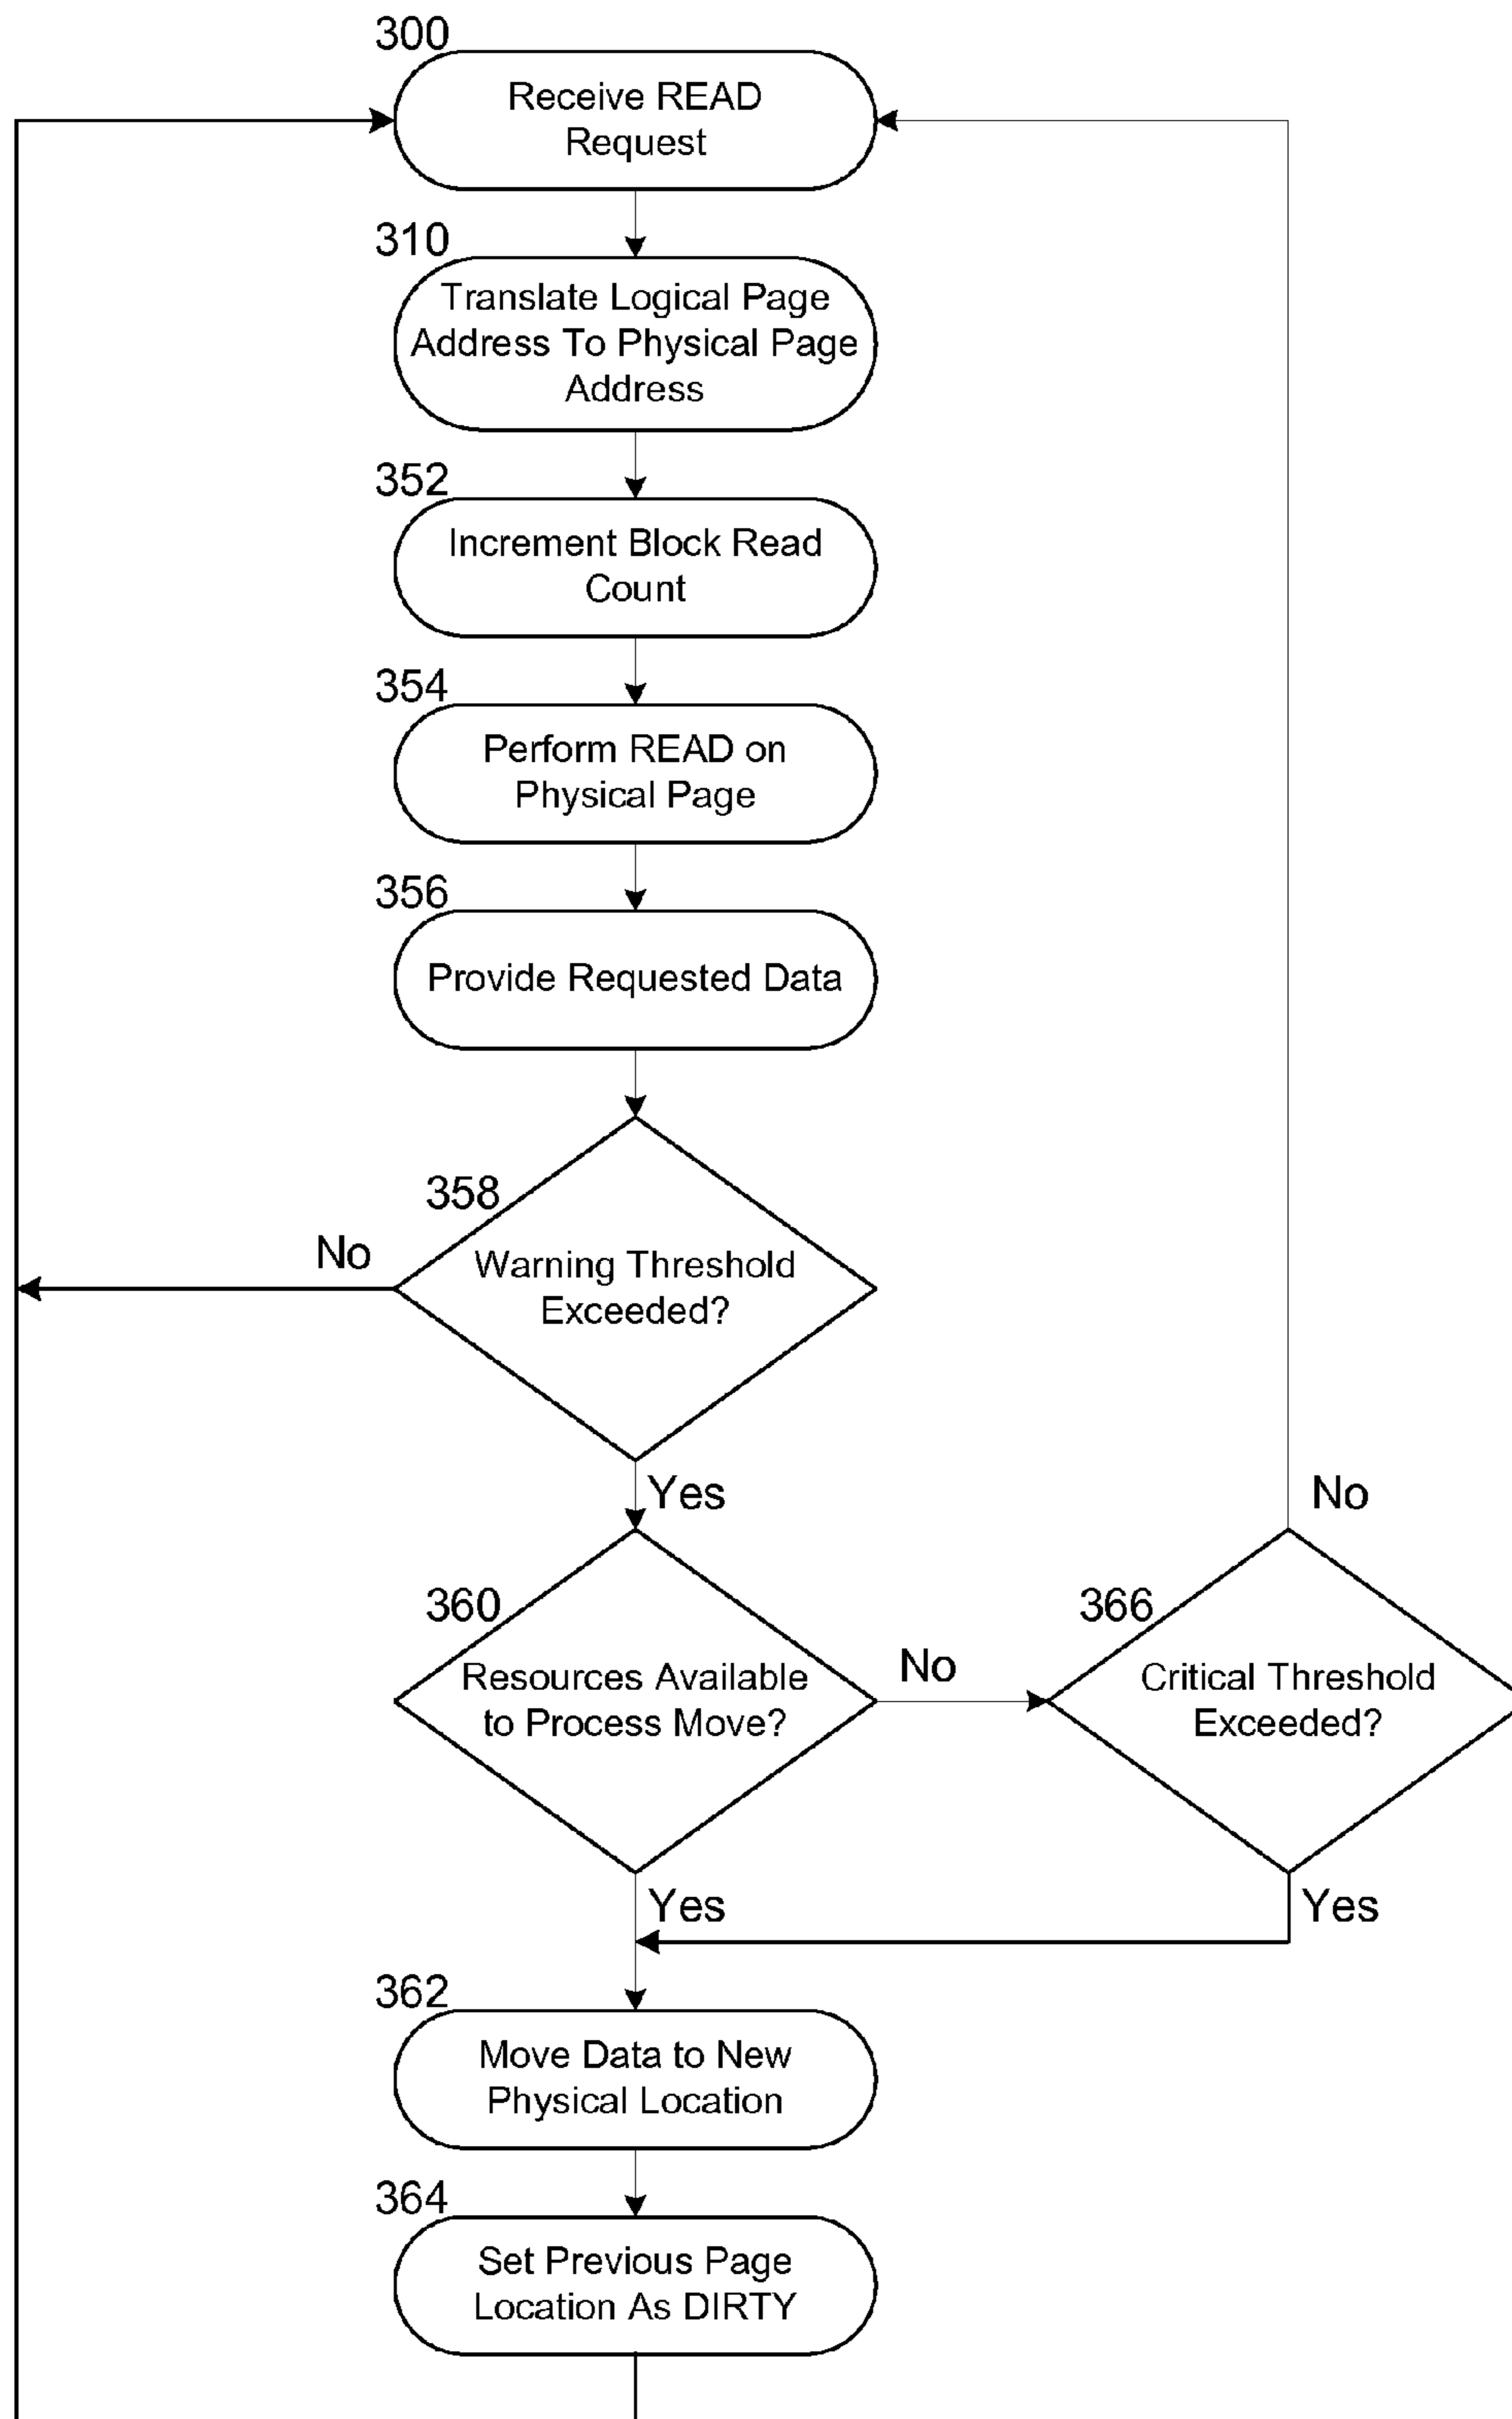 300
Receive READ
Request
310
Translate Logical Page
Address To Physical Page
Address
352
Increment Block Read
Count
354
Perform READ on
Physical Page
356
Provide Requested Data
358
No
Warning Threshold
Exceeded?
Yes
No
360
Resources Available
to Process Move?
No
366
Critical Threshold
Exceeded?
Yes
Yes
362
Move Data to New
Physical Location
364
Set Previous Page
Location As DIRTY